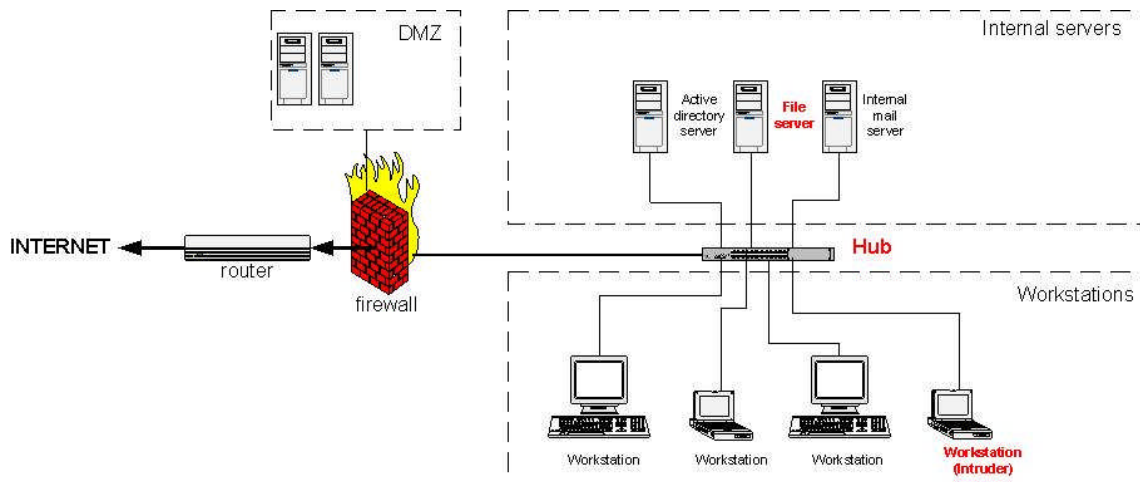 DMZ
Internal servers
Active
directory
server
File
server
Internal
mail
server
INTERNET
router
firewall
Hub
Workstations
Workstation
Workstation
Workstation
Workstation
(Intruder)